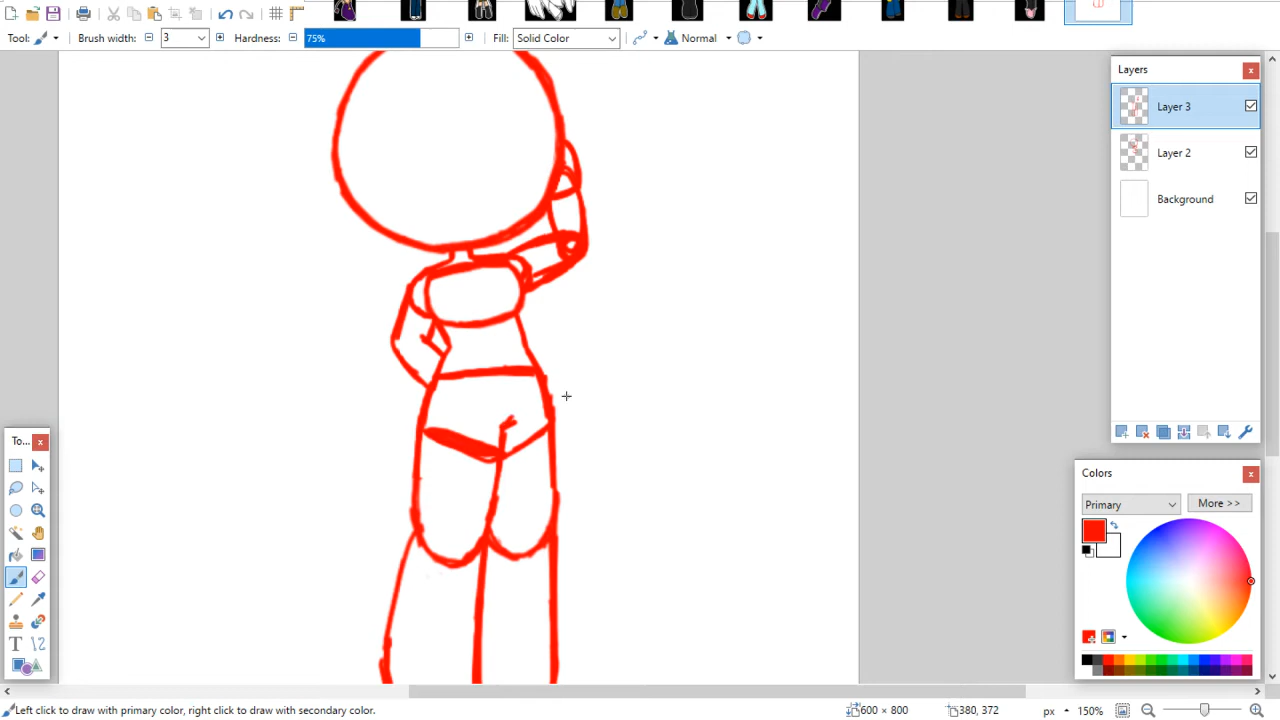 Tool: Brush width: 3 Hardness: 75% Fill: Solid Color Normal
Layers
Layer 3
Layer 2
Background
To...
T
Colors
Primary More >>
Left click to draw with primary color, right click to draw with secondary color. 600 × 800 380, 372 px 150%